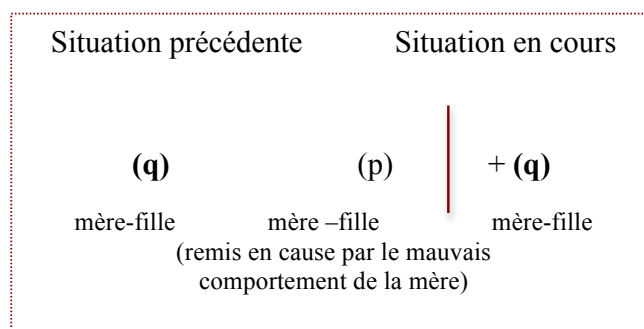 Situation précédente Situation en cours
(q) (p) + (q)
mère-fille mère –fille mère-fille
(remis en cause par le mauvais
comportement de la mère)